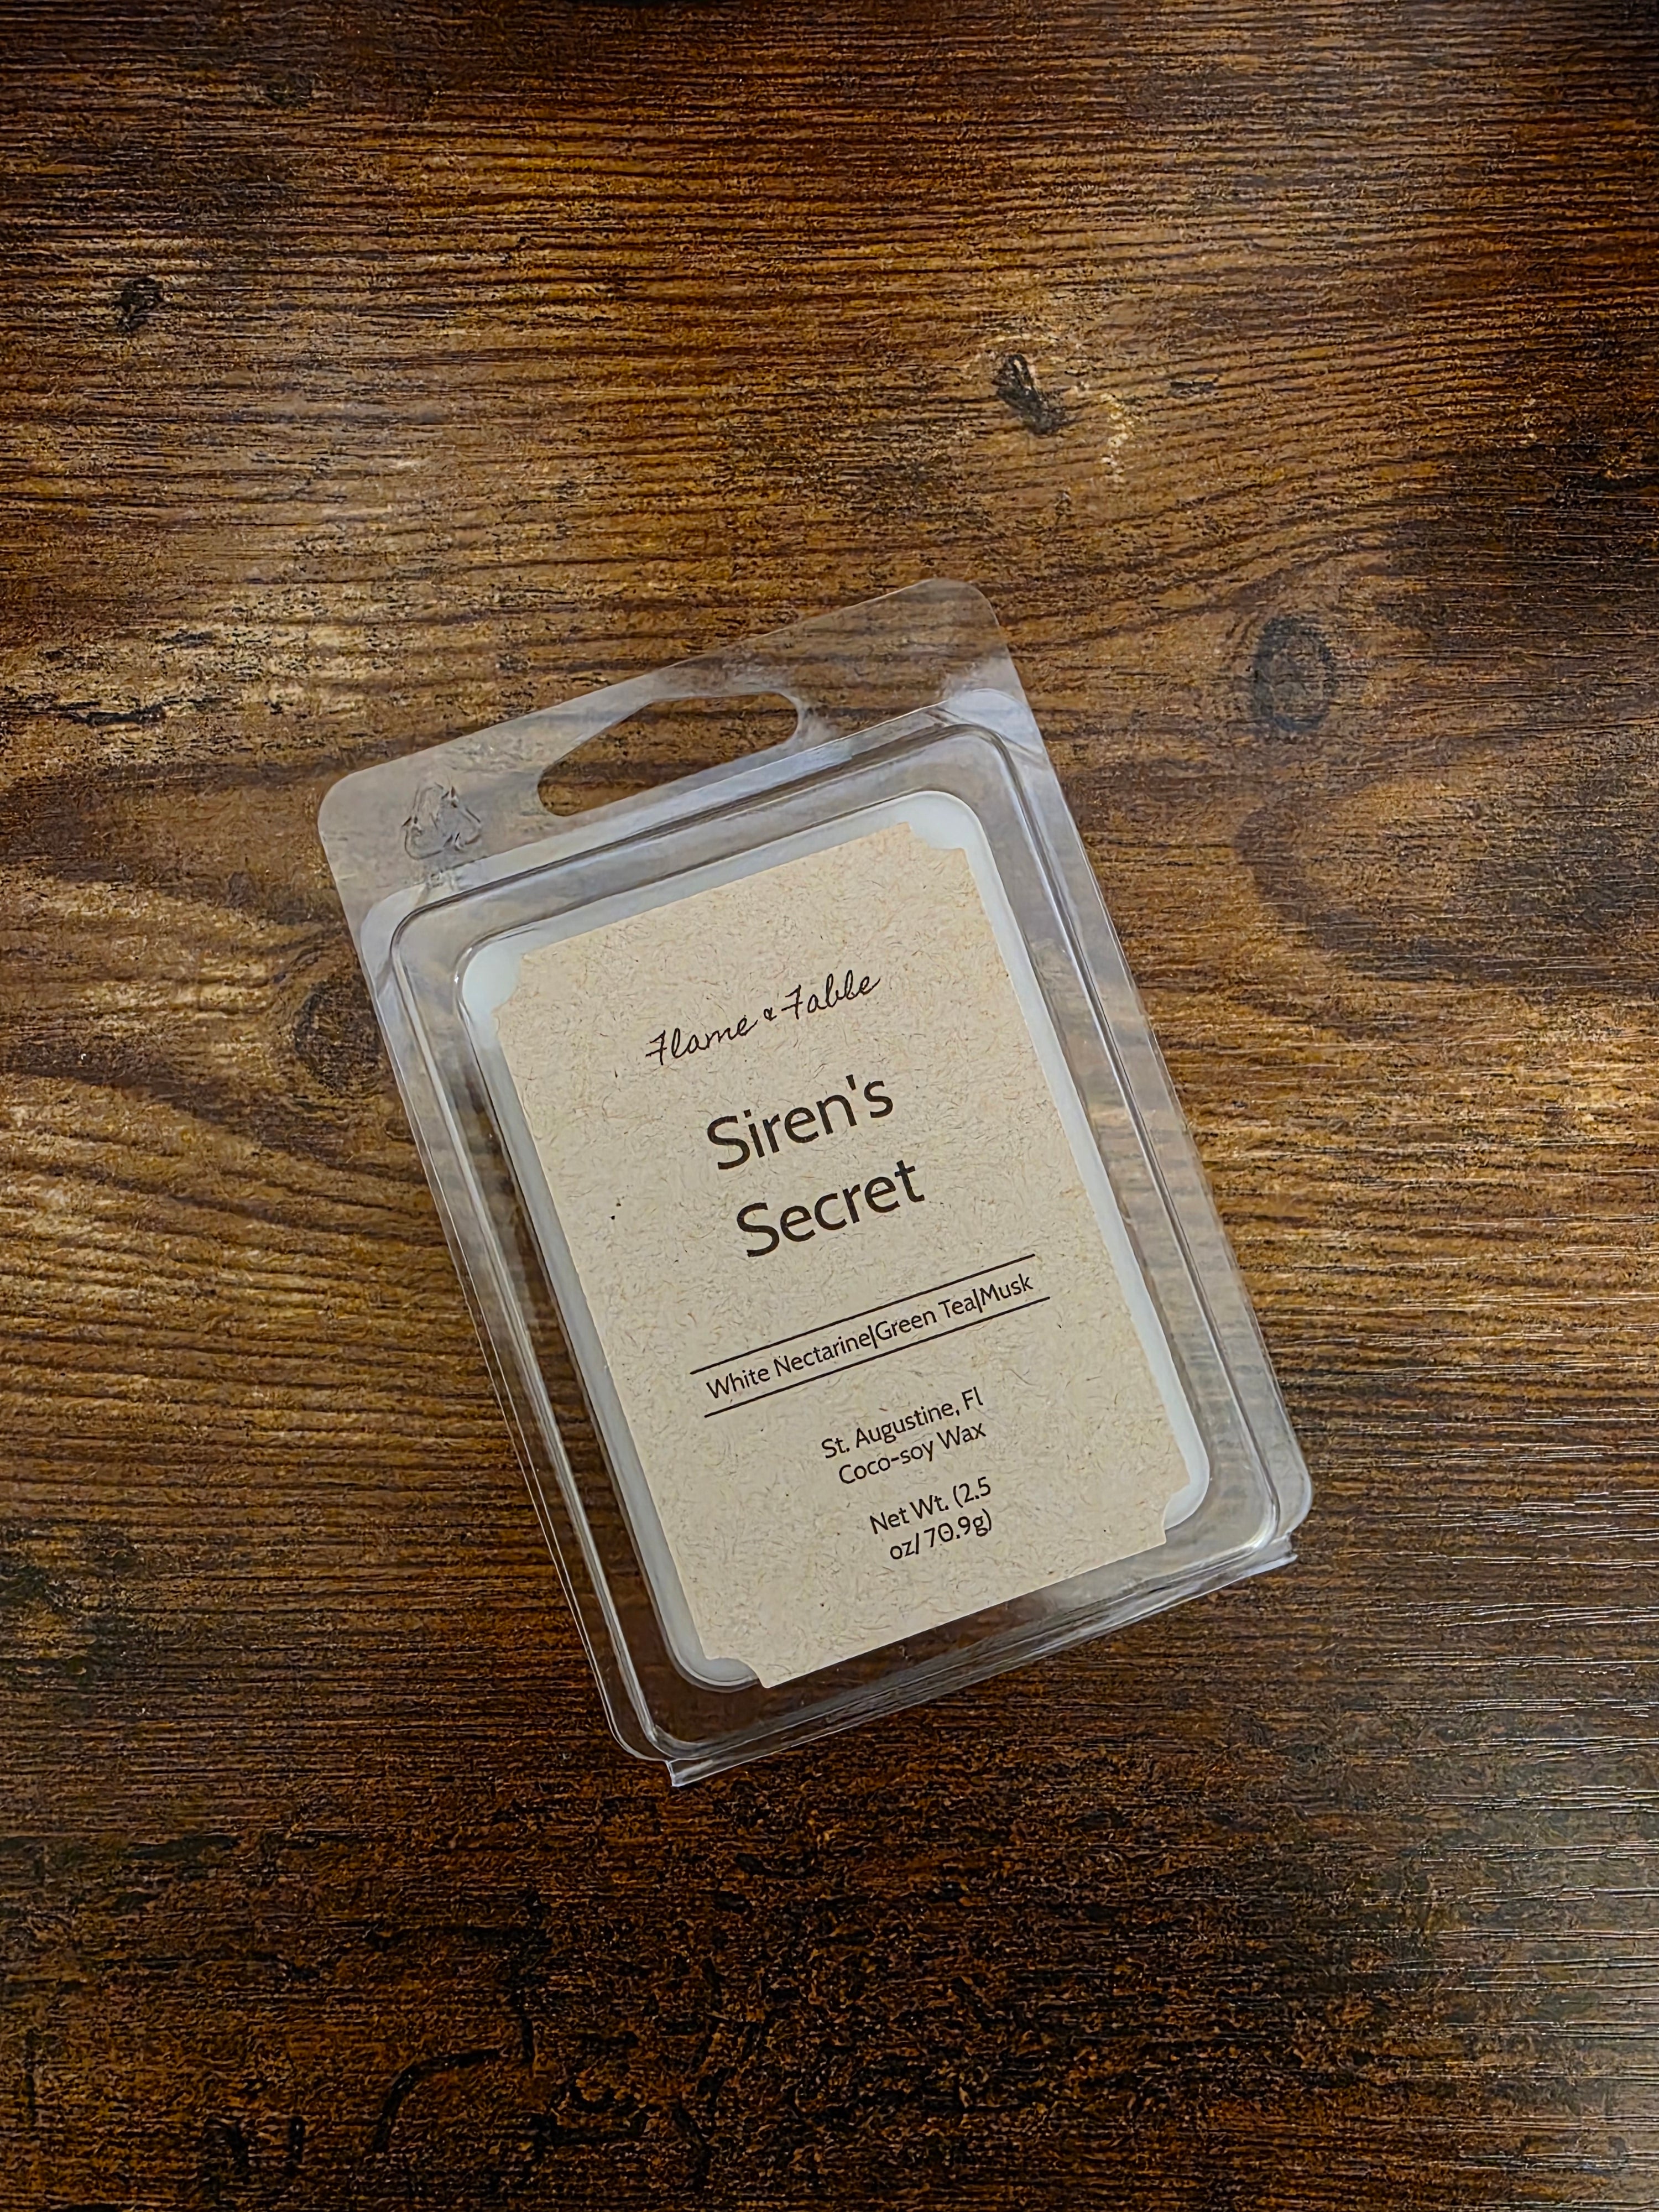 Flame & Fable
Siren's
Secret
White Nectarine|Green Tea|Musk
St. Augustine, Fl
Coco-soy Wax
Net Wt. (2.5
oz/ 70.9g)